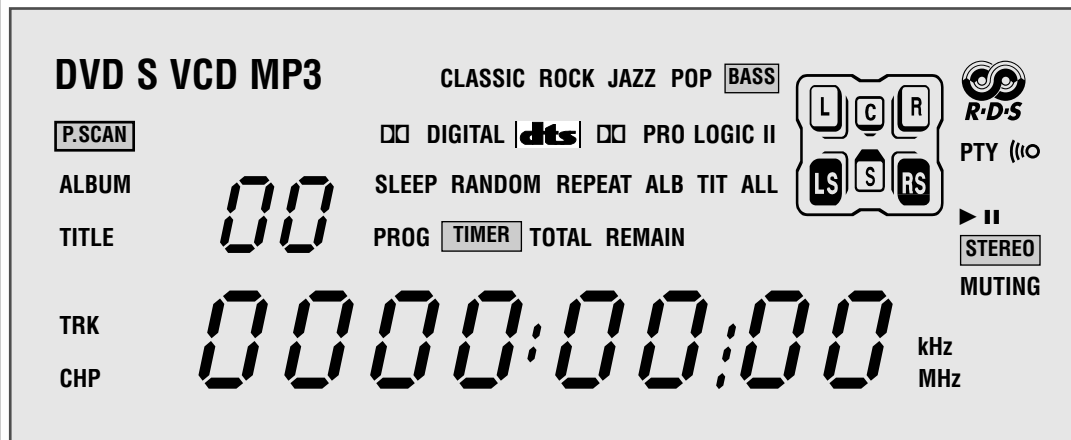 DVD S VCD MP3
CLASSIC ROCK JAZZ POP BASS
L C R
R·D·S
P.SCAN
DIGITAL dts PRO LOGIC II
PTY
ALBUM
SLEEP RANDOM REPEAT ALB TIT ALL
LS S RS
00
TITLE
PROG TIMER TOTAL REMAIN
STEREO
MUTING
TRK
CHP
0000:00:00
kHz
MHz